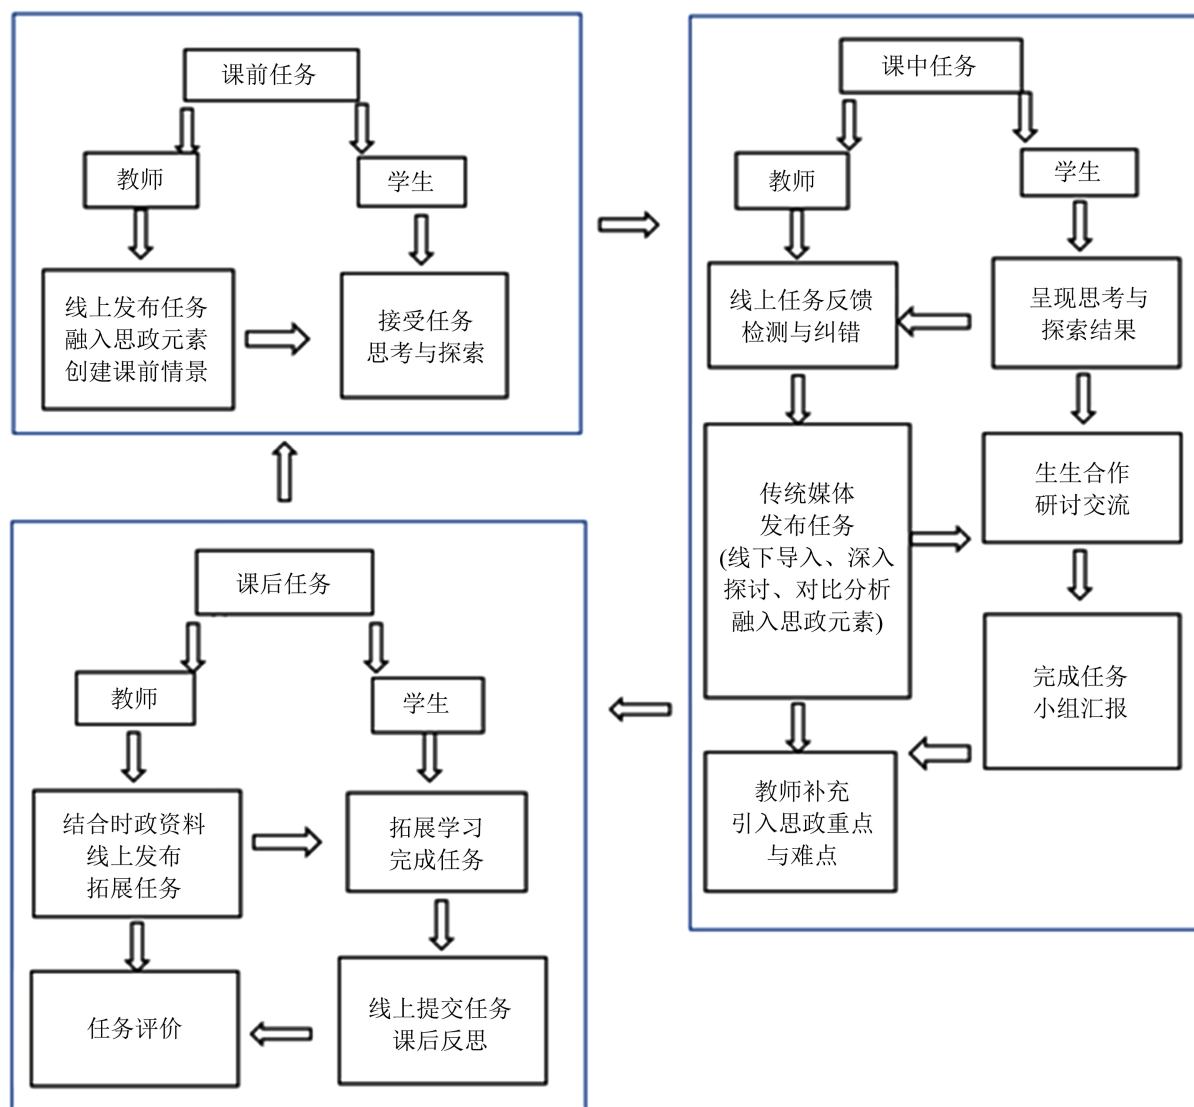 课前任务
教师
学生
线上发布任务
融入思政元素
创建课前情景
接受任务
思考与探索
课中任务
教师
学生
线上任务反馈
检测与纠错
呈现思考与
探索结果
传统媒体
发布任务
(线下导入、深入
探讨、对比分析
融入思政元素)
生生合作
研讨交流
完成任务
小组汇报
教师补充
引入思政重点
与难点
课后任务
教师
学生
结合时政资料
线上发布
拓展任务
拓展学习
完成任务
任务评价
线上提交任务
课后反思